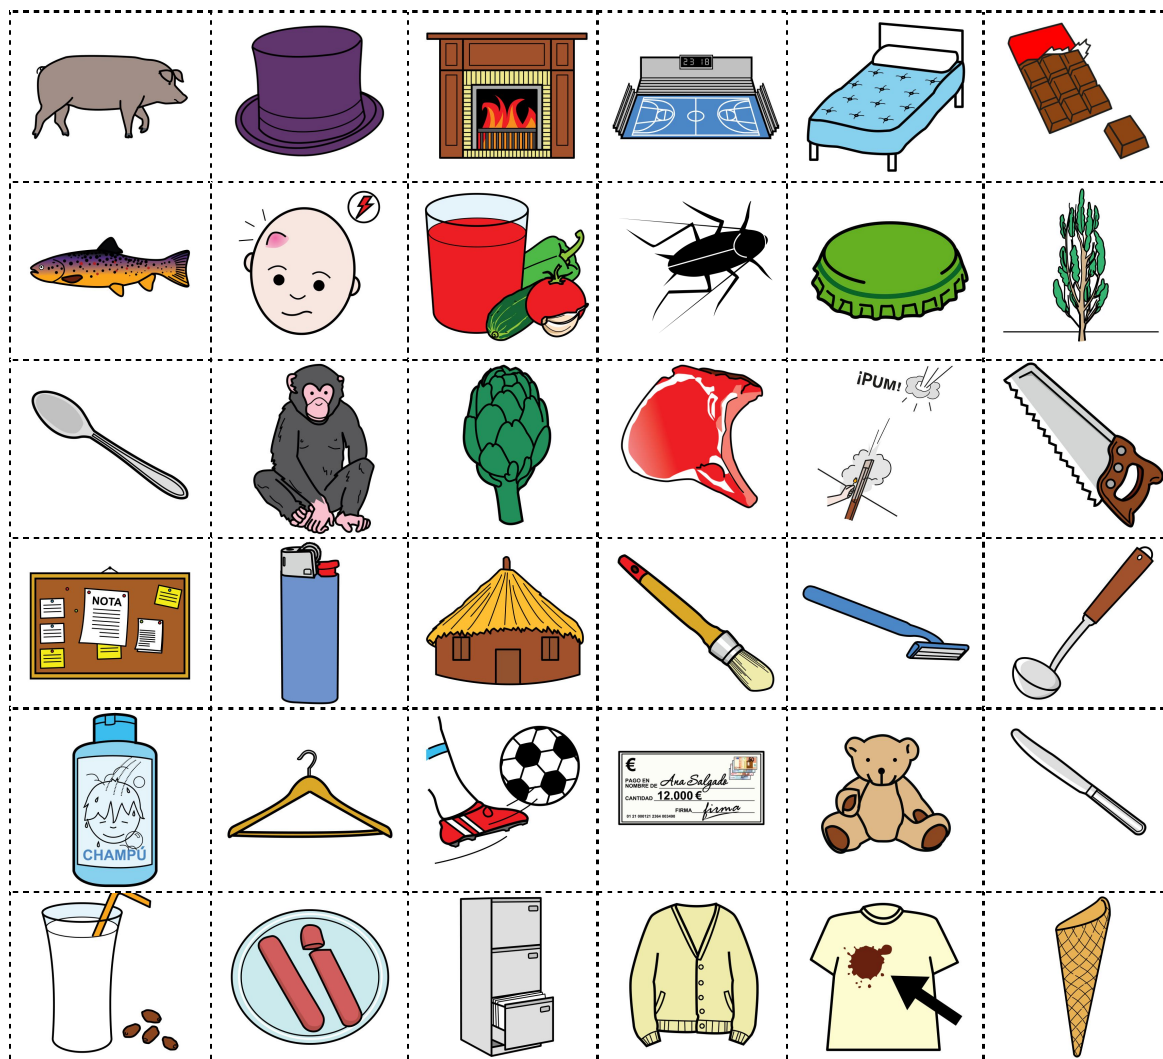 23 18
¡PUM!
NOTA
CHAMPÚ
€
PAGO EN
NOMBRE DE Ana Salgado
CANTIDAD 12.000 €
FIRMA firma